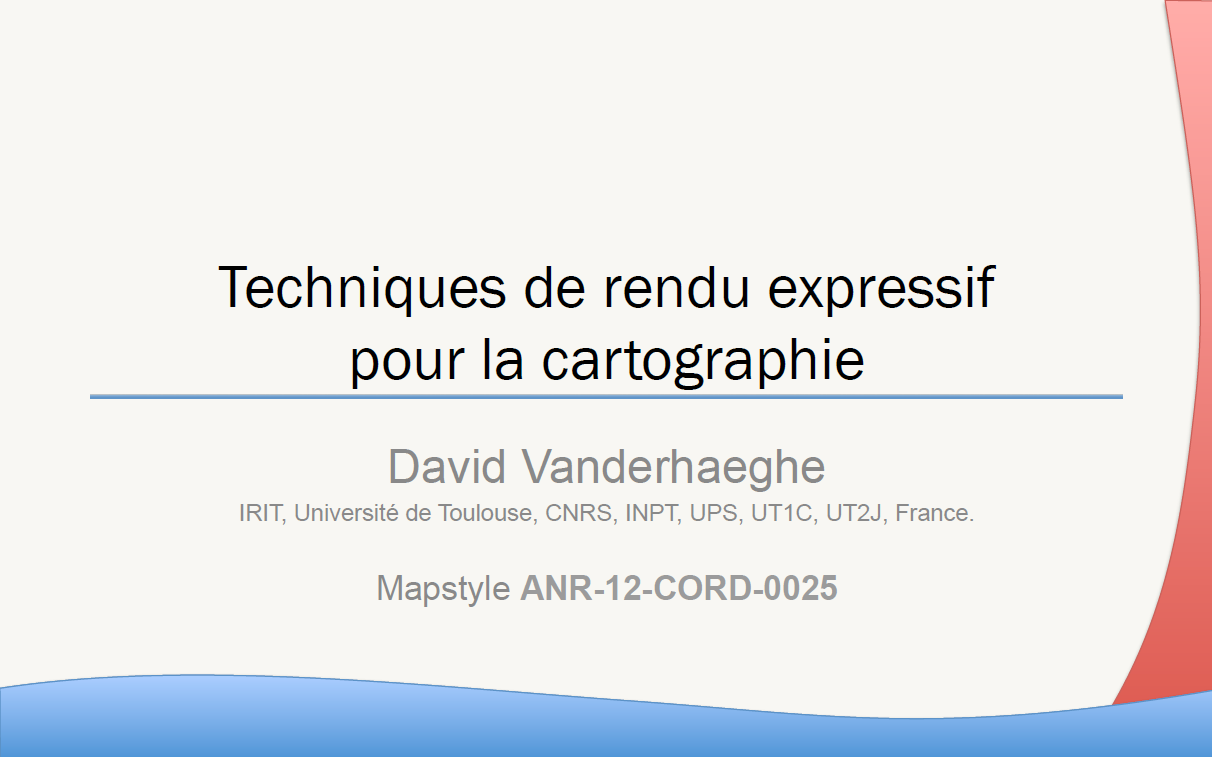 Techniques de rendu expressif
pour la cartographie
David Vanderhaeghe
IRIT, Université de Toulouse, CNRS, INPT, UPS, UT1C, UT2J, France.
Mapstyle ANR-12-CORD-0025